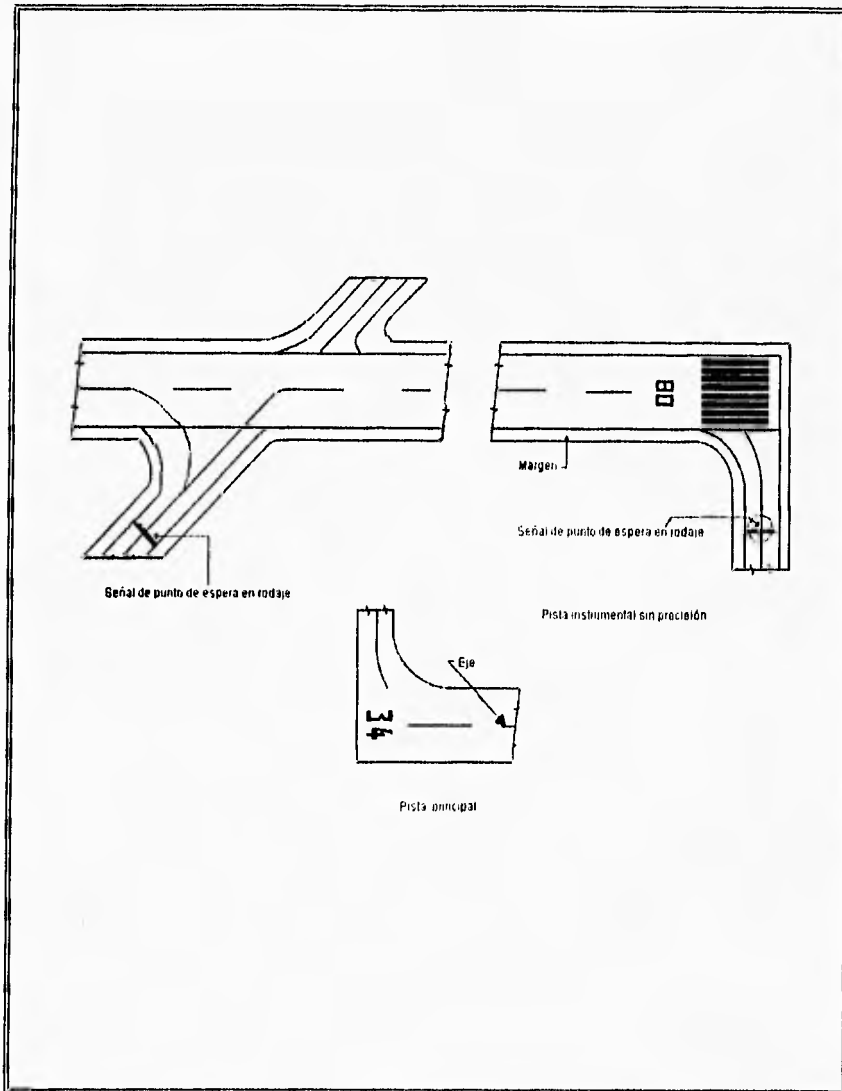 Margen
Señal de punto de espera en rodaje
Señal de punto de espera en rodaje
Pista instrumental sin precisión
Eje
34
Pista principal